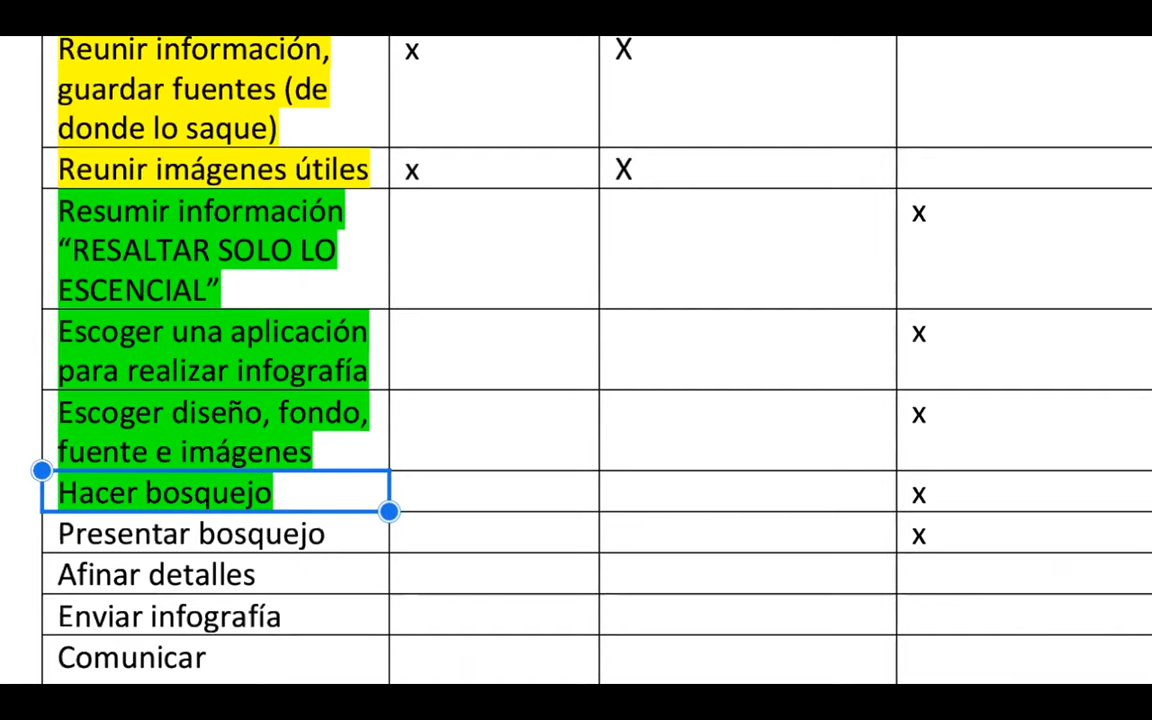 Reunir información, x X
guardar fuentes (de
donde lo saque)
Reunir imágenes útiles x X
Resumir información x
“RESALTAR SOLO LO
ESCENCIAL”
Escoger una aplicación x
para realizar infografía
Escoger diseño, fondo, x
fuente e imágenes
Hacer bosquejo x
Presentar bosquejo x
Afinar detalles
Enviar infografía
Comunicar